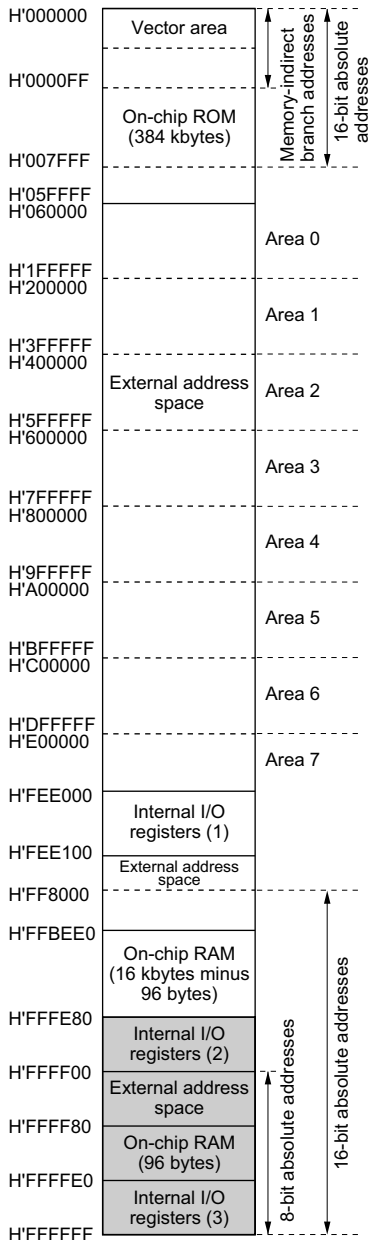 H'000000
Vector area
H'0000FF
Memory-indirect
branch addresses
16-bit absolute
addresses
On-chip ROM
(384 kbytes)
H'007FFF
H'05FFFF
H'060000
Area 0
H'1FFFFF
H'200000
Area 1
H'3FFFFF
H'400000
External address
space
Area 2
H'5FFFFF
H'600000
Area 3
H'7FFFFF
H'800000
Area 4
H'9FFFFF
H'A00000
Area 5
H'BFFFFF
H'C00000
Area 6
H'DFFFFF
H'E00000
Area 7
H'FEE000
Internal I/O
registers (1)
H'FEE100
External address
space
H'FF8000
H'FFBEE0
On-chip RAM
(16 kbytes minus
96 bytes)
H'FFFE80
Internal I/O
registers (2)
H'FFFF00
External address
space
H'FFFF80
On-chip RAM
(96 bytes)
H'FFFFE0
Internal I/O
registers (3)
H'FFFFFF
8-bit absolute addresses
16-bit absolute addresses